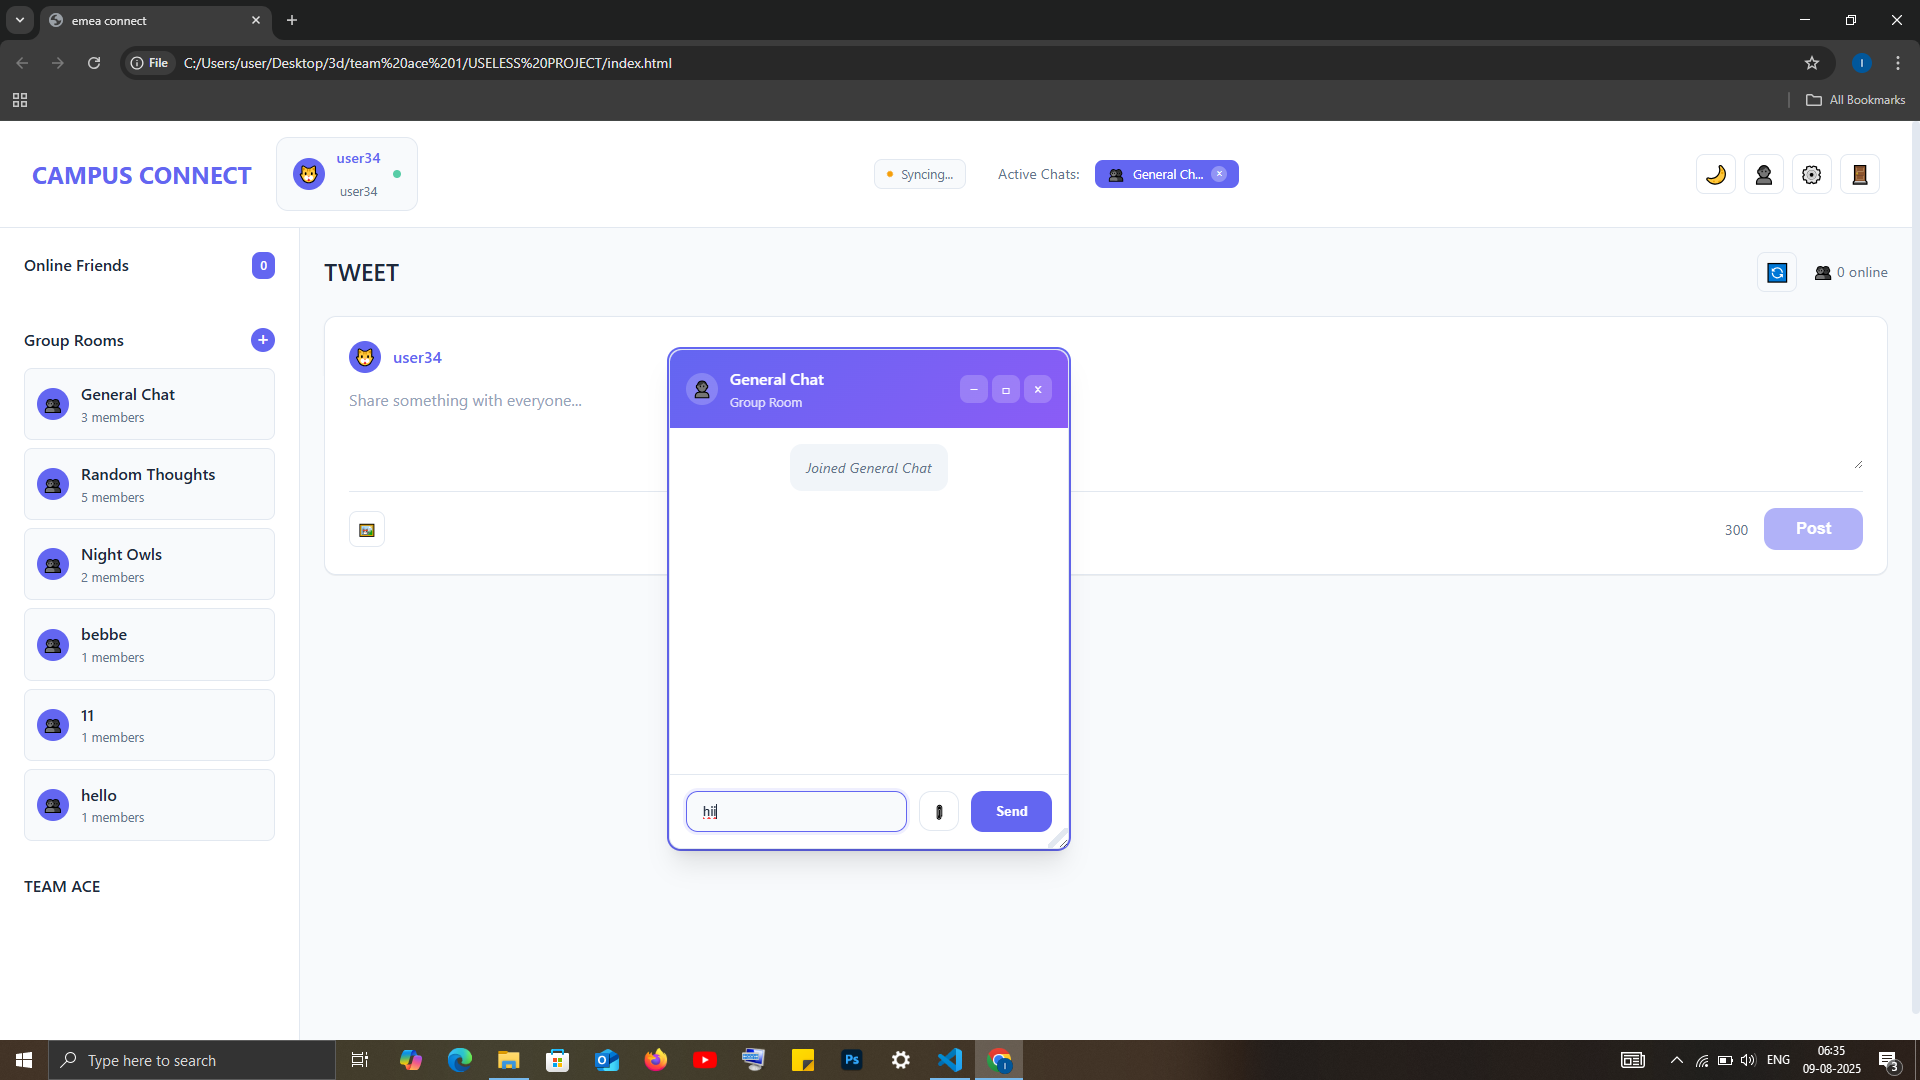 emea connect
File
C:/Users/user/Desktop/3d/team%20ace%201/USELESS%20PROJECT/index.html
I
All Bookmarks
CAMPUS CONNECT
user34
user34
Syncing...
Active Chats:
General Ch...
Online Friends
0
Group Rooms
+
General Chat
3 members
Random Thoughts
5 members
Night Owls
2 members
bebbe
1 members
11
1 members
hello
1 members
TEAM ACE
TWEET
0 online
user34
Share something with everyone...
300
Post
General Chat
Group Room
Joined General Chat
hii
Send
Type here to search
Ps
I
ENG
06:35
09-08-2025
3